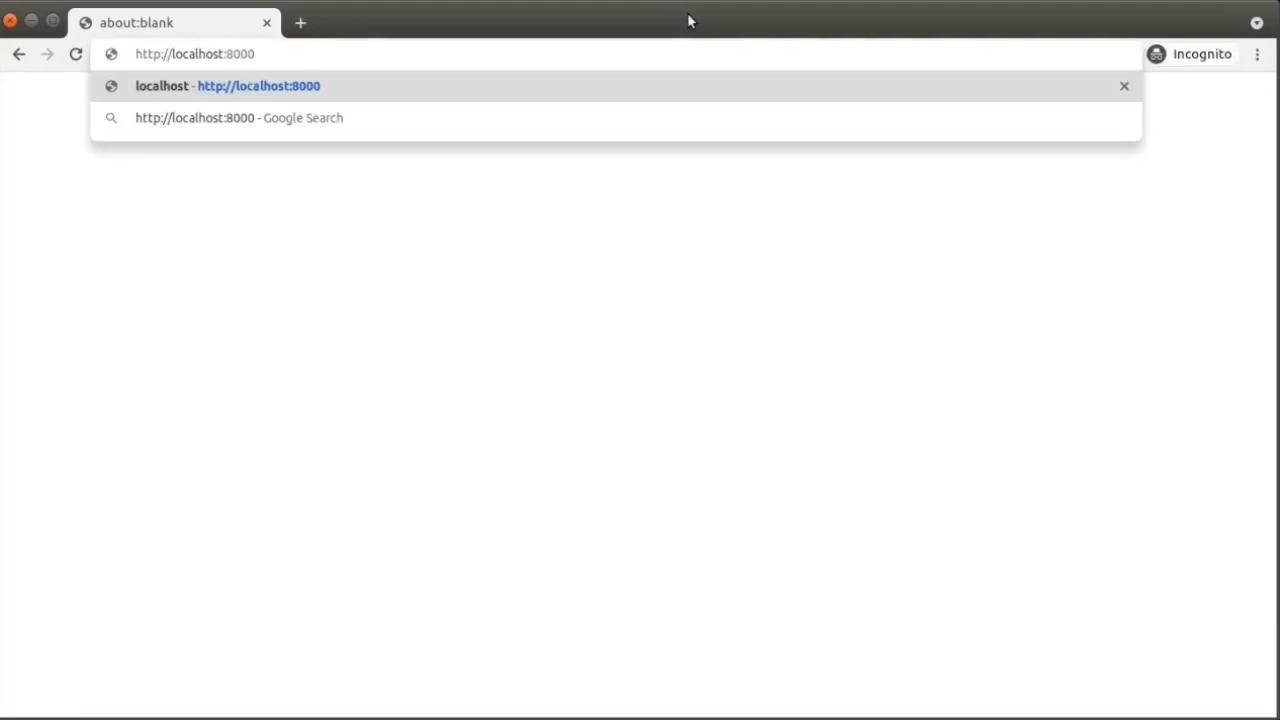 about:blank
http://localhost:8000
Incognito
localhost - http://localhost:8000
http://localhost:8000 - Google Search